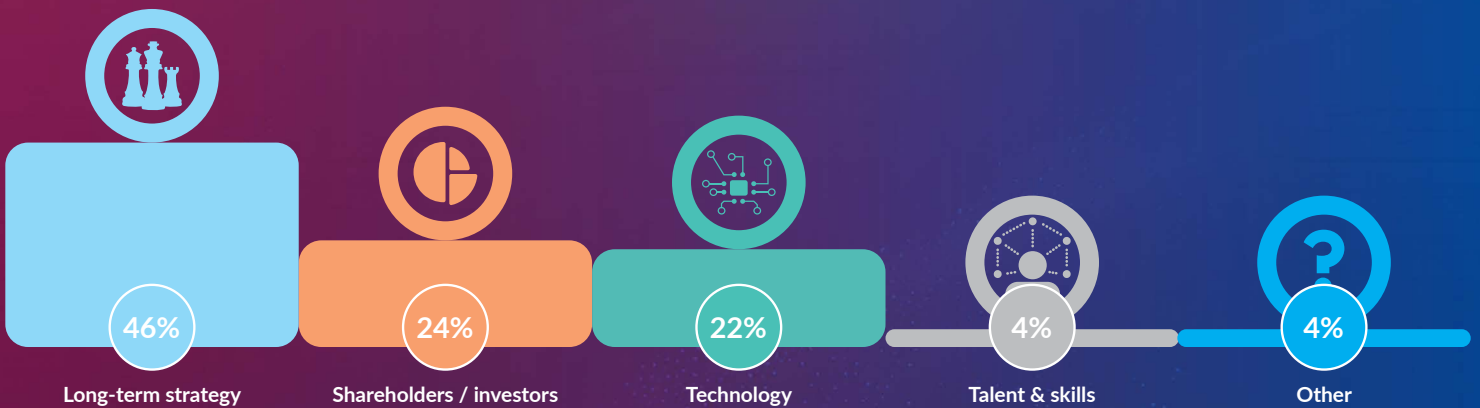 46%
24%
22%
4%
4%
Long-term strategy
Shareholders / investors
Technology
Talent & skills
Other